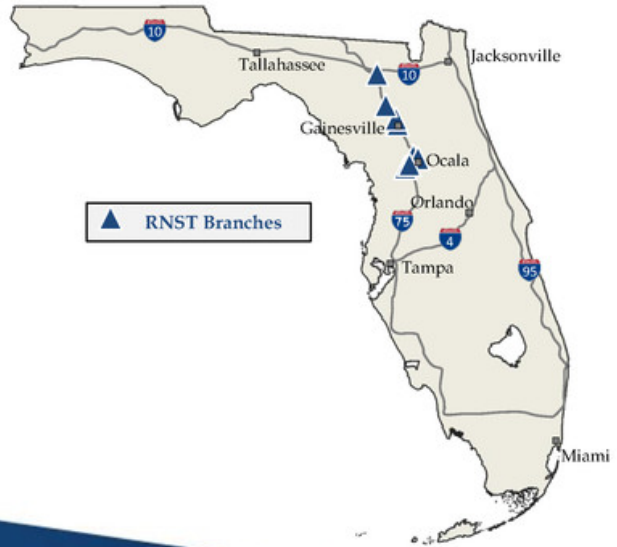 10
Tallahassee
10
Jacksonville
Gainesville
Ocala
RNST Branches
Orlando
75
4
Tampa
95
Miami